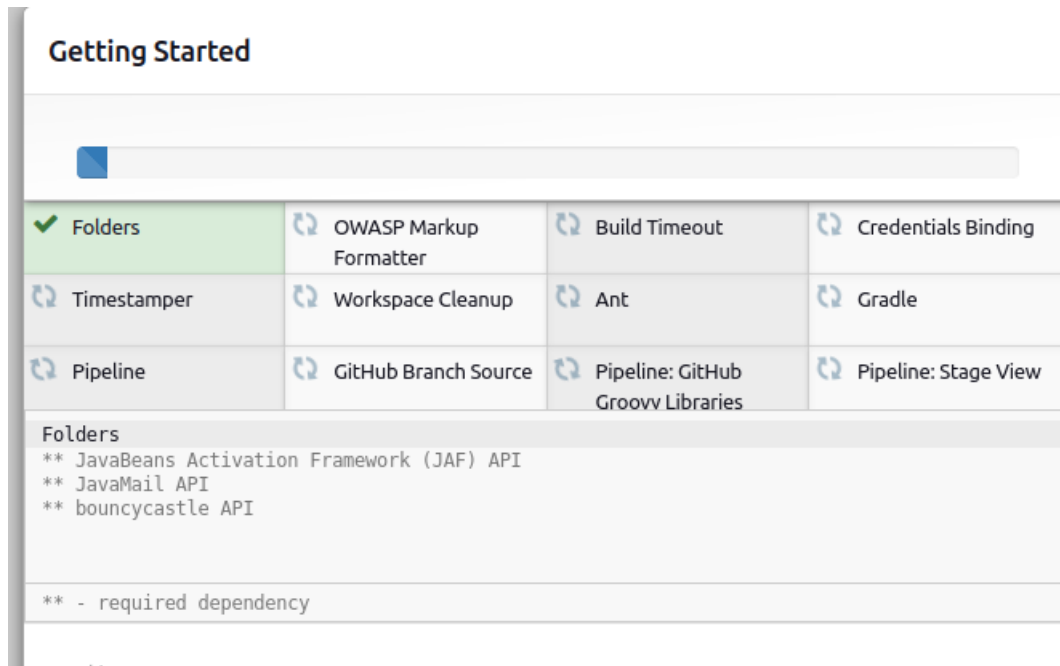 Getting Started
Folders
OWASP Markup
Formatter
Build Timeout
Credentials Binding
Timestamper
Workspace Cleanup
Ant
Gradle
Pipeline
GitHub Branch Source
Pipeline: GitHub
Groovy Libraries
Pipeline: Stage View
Folders
** JavaBeans Activation Framework (JAF) API
** JavaMail API
** bouncycastle API
** - required dependency